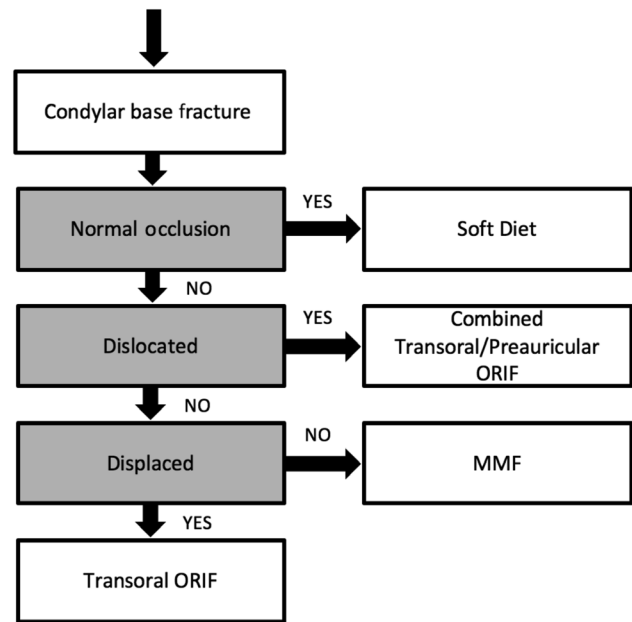 Condylar base fracture
YES
Normal occlusion
Soft Diet
NO
YES
Dislocated
Combined
Transoral/Preauricular
ORIF
NO
NO
Displaced
MMF
YES
Transoral ORIF